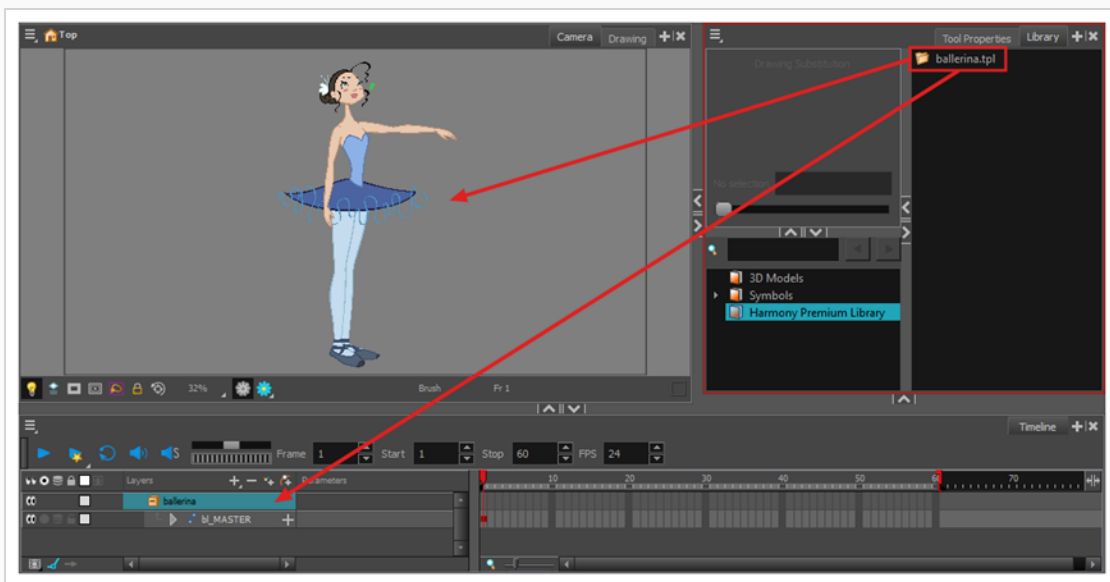 Top
Camera Drawing
Tool Properties Library
Drawing Substitution
ballerina.tpl
No selection
3D Models
Symbols
Harmony Premium Library
32% Brush Fr 1
Timeline
S Frame 1 Start 1 Stop 60 FPS 24
Layers Parameters 10 20 30 40 50 60 70
ballerina
bl_MASTER